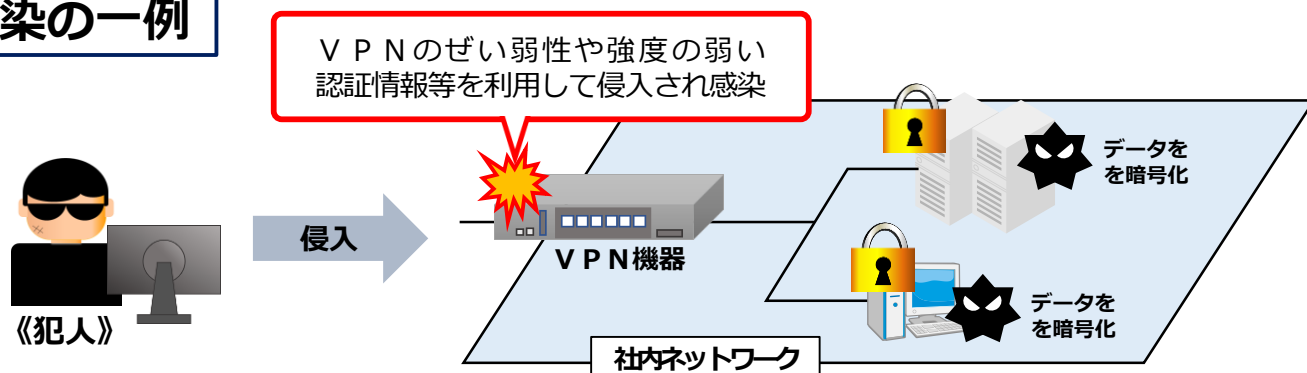 染の一例
ＶＰＮのぜい弱性や強度の弱い
認証情報等を利用して侵入され感染
データを
を暗号化
侵入
ＶＰＮ機器
データを
を暗号化
《犯人》
社内ネットワーク